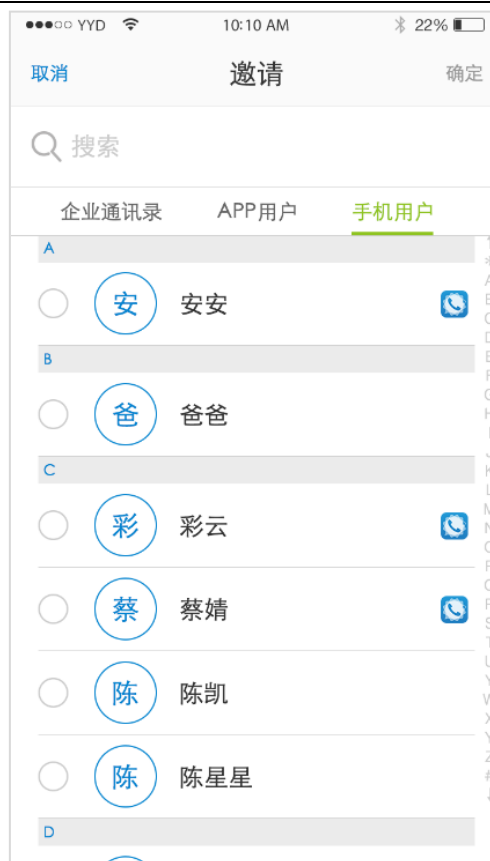 YYD 10:10 AM 22%
取消 邀请 确定
搜索
企业通讯录 APP用户 手机用户
A
安 安安
B
爸 爸爸
C
彩 彩云
蔡 蔡婧
陈 陈凯
陈 陈星星
D